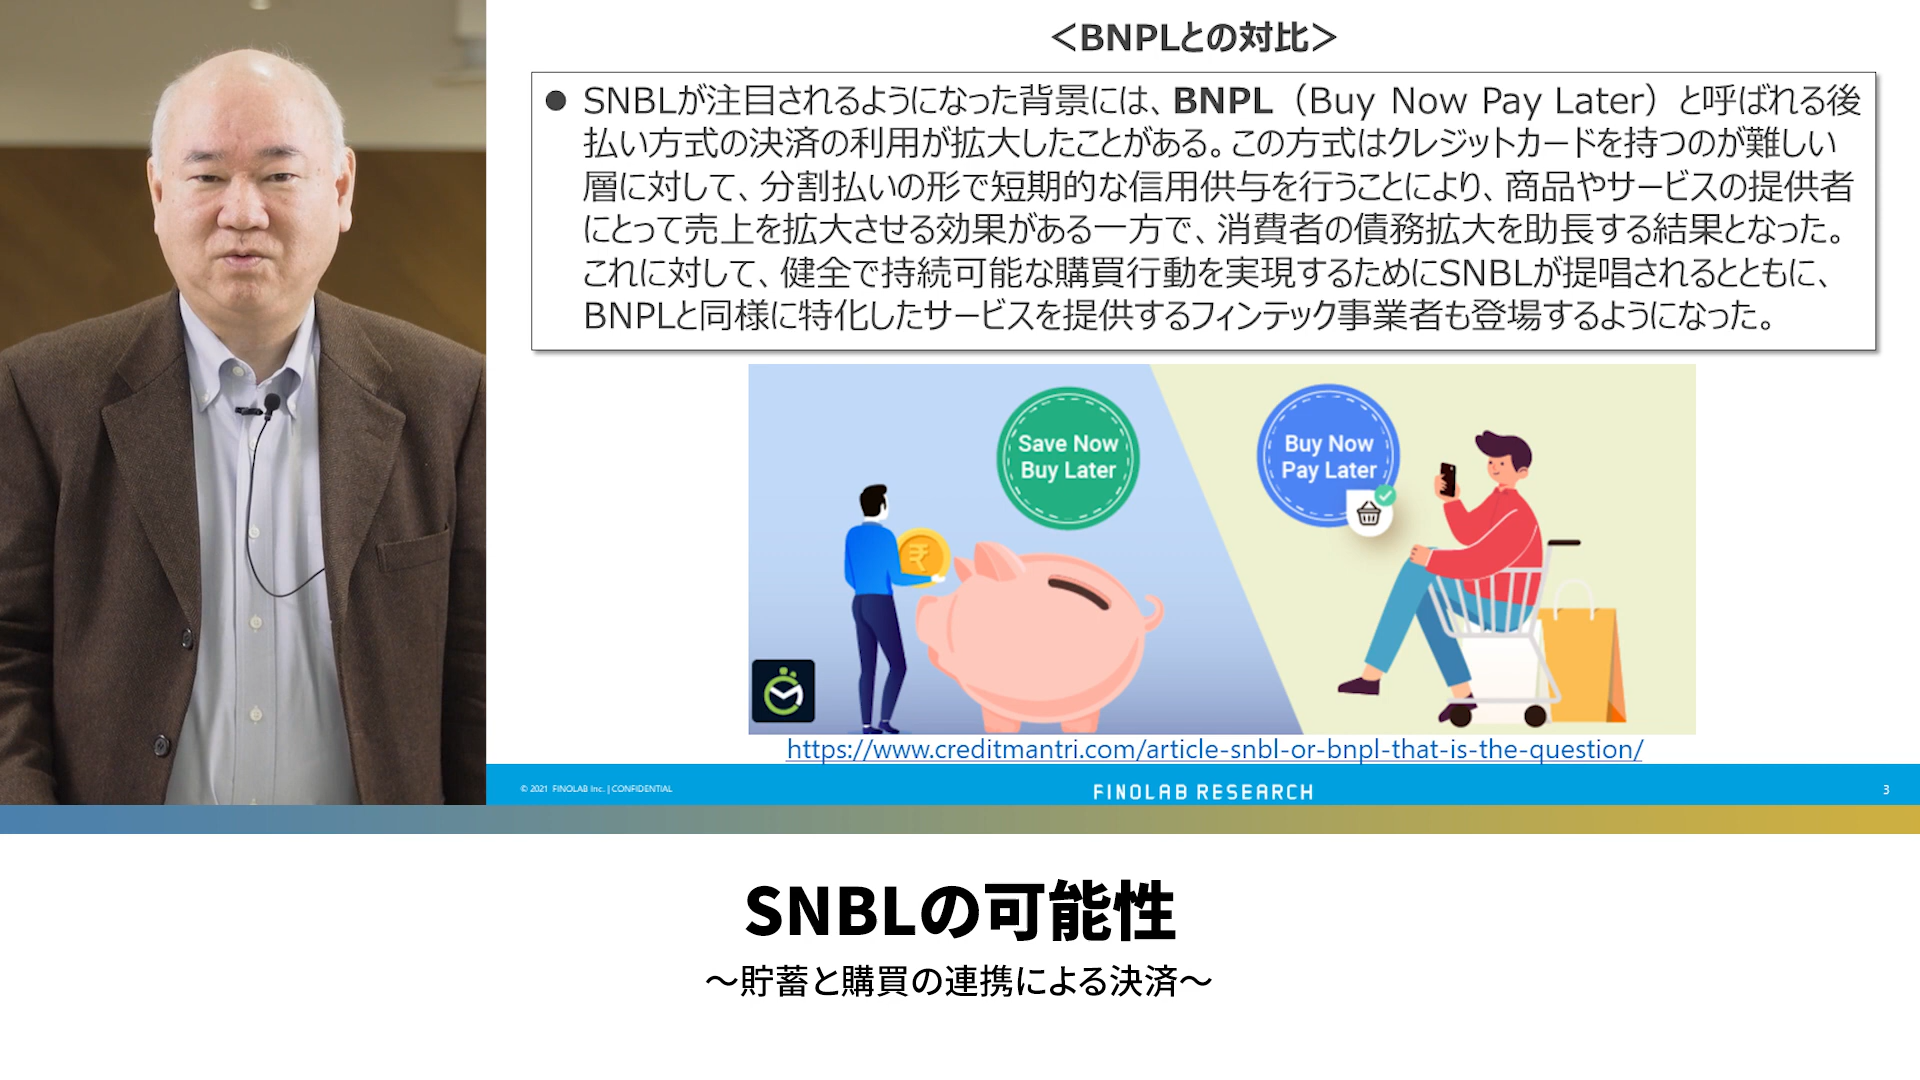 ＜BNPLとの対比＞
● SNBLが注目されるようになった背景には、BNPL（Buy Now Pay Later）と呼ばれる後
払い方式の決済の利用が拡大したことがある。この方式はクレジットカードを持つのが難しい
層に対して、分割払いの形で短期的な信用供与を行うことにより、商品やサービスの提供者
にとって売上を拡大させる効果がある一方で、消費者の債務拡大を助長する結果となった。
これに対して、健全で持続可能な購買行動を実現するためにSNBLが提唱されるとともに、
BNPLと同様に特化したサービスを提供するフィンテック事業者も登場するようになった。
Save Now
Buy Later
Buy Now
Pay Later
₹
https://www.creditmantri.com/article-snbl-or-bnpl-that-is-the-question/
© 2021 FINOLAB Inc. | CONFIDENTIAL
FINOLAB RESEARCH
3
SNBLの可能性
～貯蓄と購買の連携による決済～